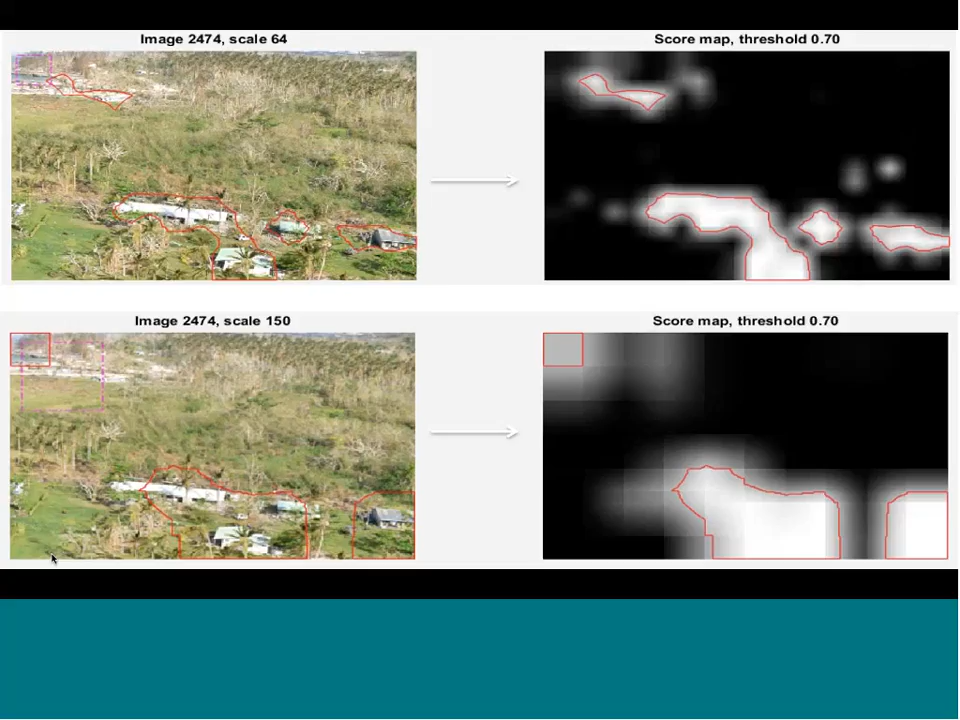 Image 2474, scale 64
Score map, threshold 0.70
Image 2474, scale 150
Score map, threshold 0.70